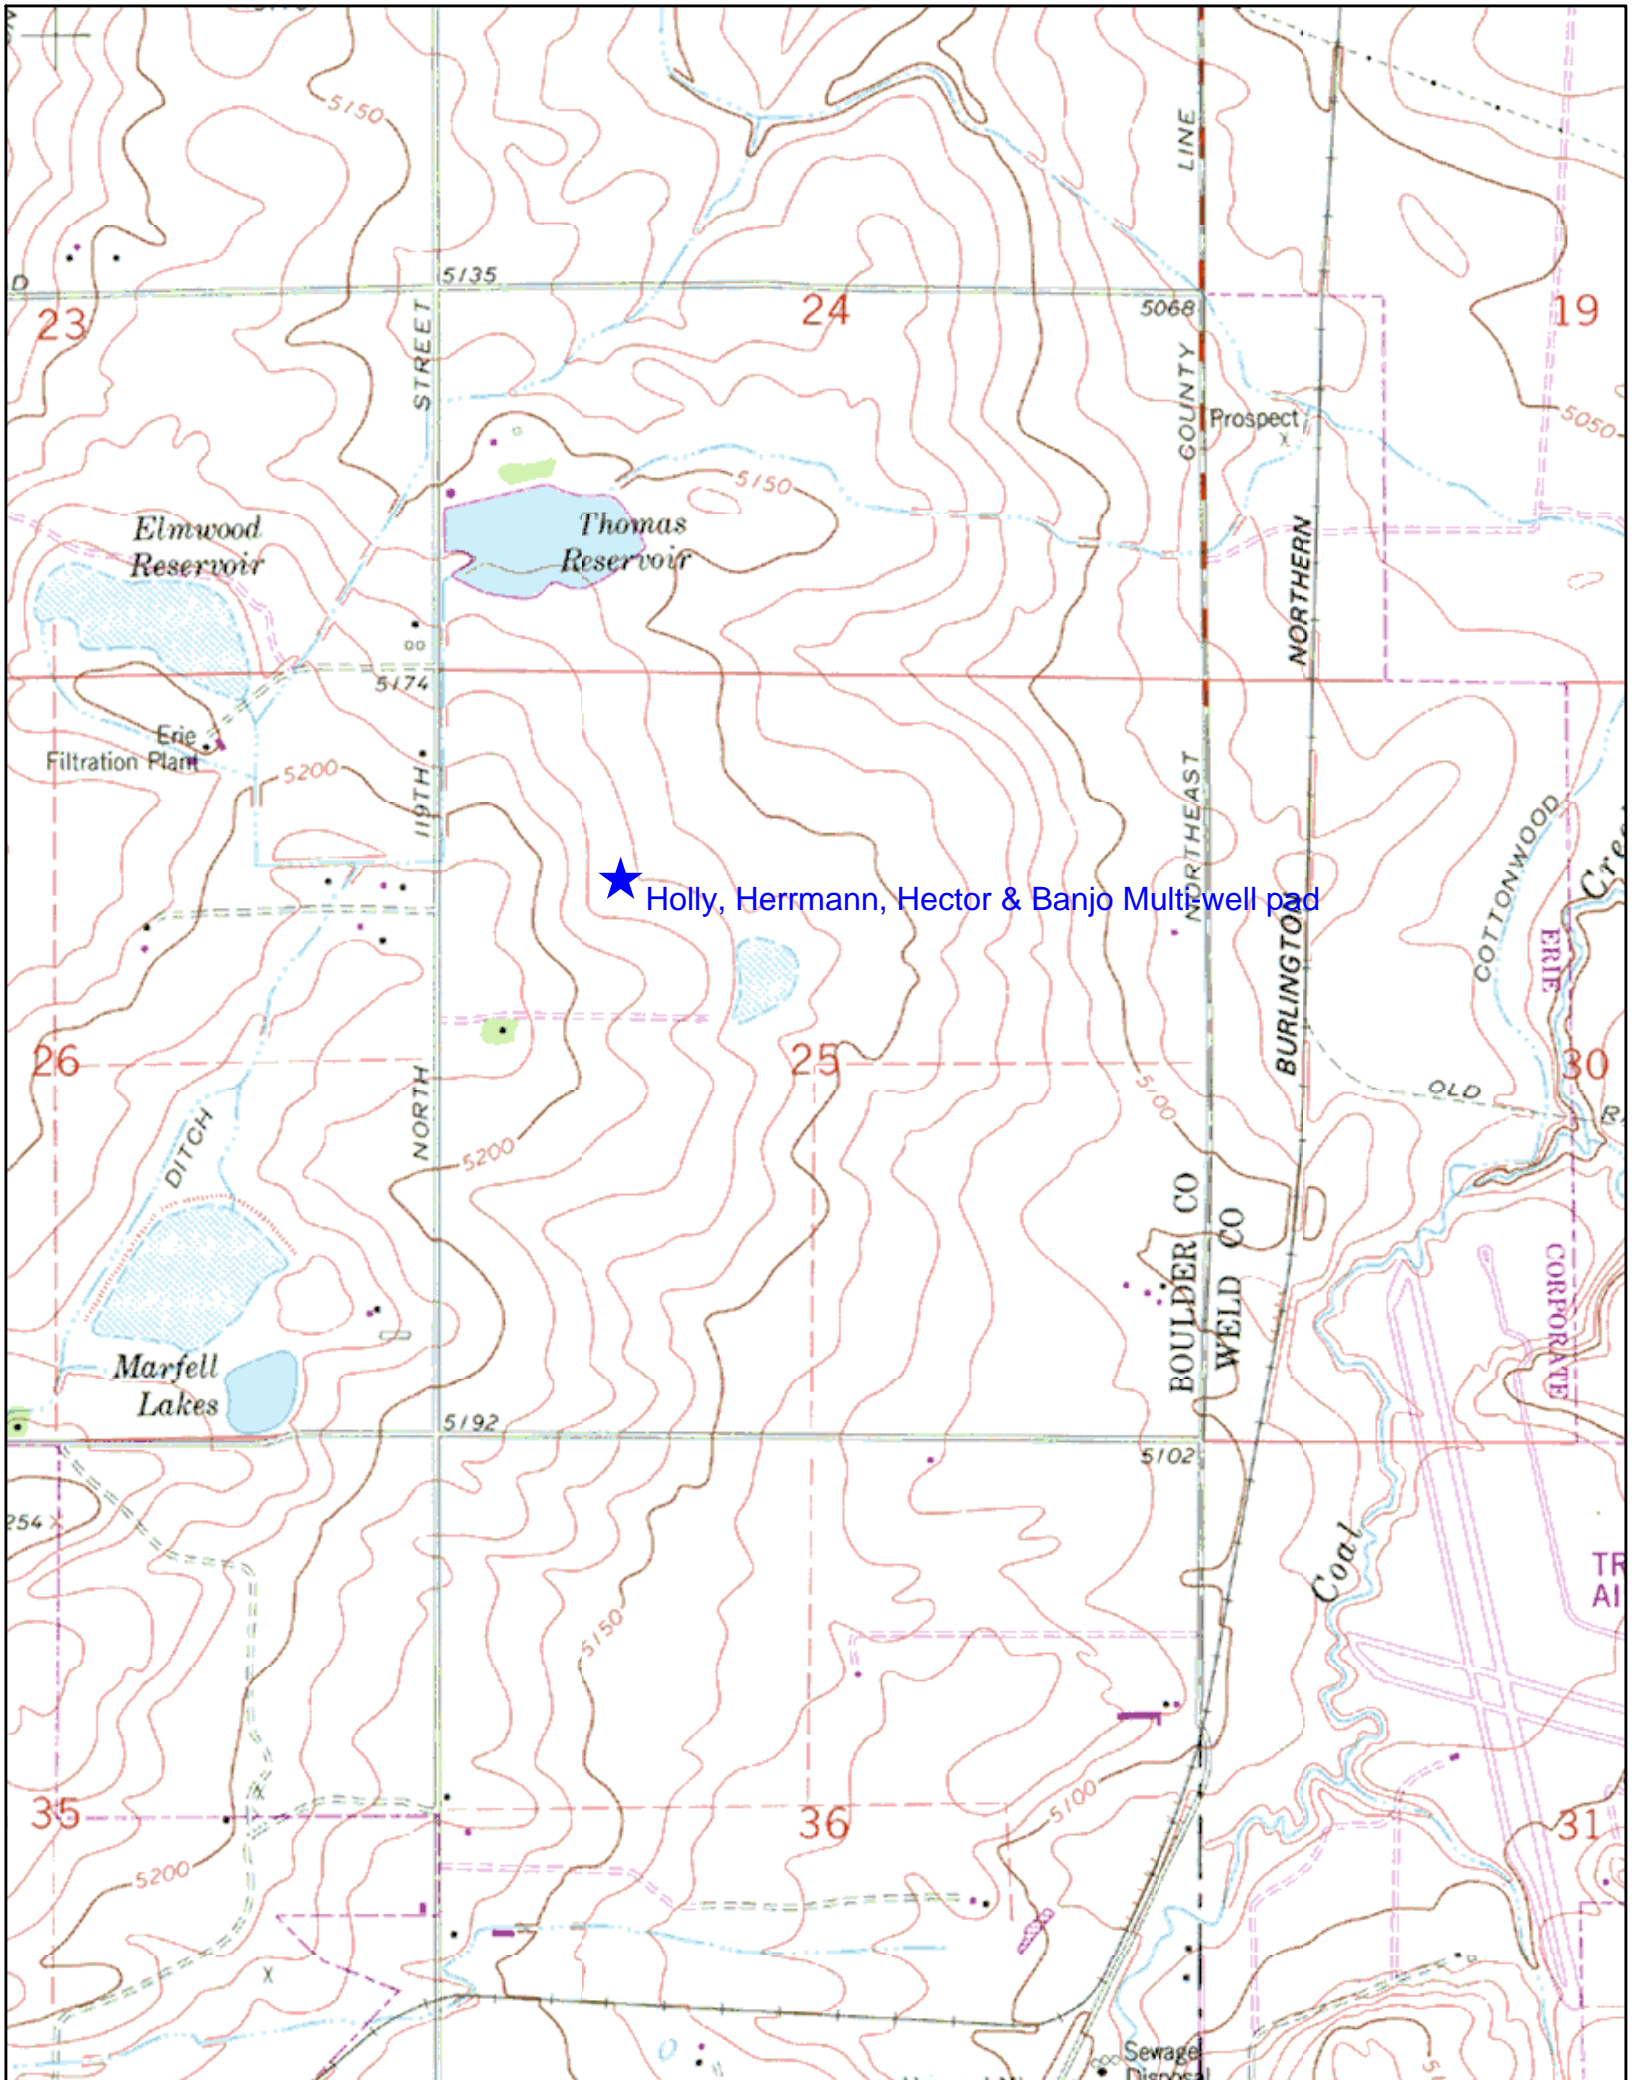 5150
LINE
D
5135
23
24
5068
19
STREET
COUNTY
Prospect
5050
5150
Elmwood
Reservoir
Thomas
Reservoir
NORTHERN
5174
Erie
Filtration Plant
5200
119TH
NORTHEAST
COTTONWOOD
Holly, Herrmann, Hector & Banjo Multi-well pad
BURLINGTON
ERIE
26
25
30
5100
OLD
R
NORTH
DITCH
5200
BOULDER CO
WELD CO
CORPORATE
Marfell
Lakes
5192
5102
254
Coal
TR
AI
5150
5100
35
36
31
5200
Sewage
Disposal